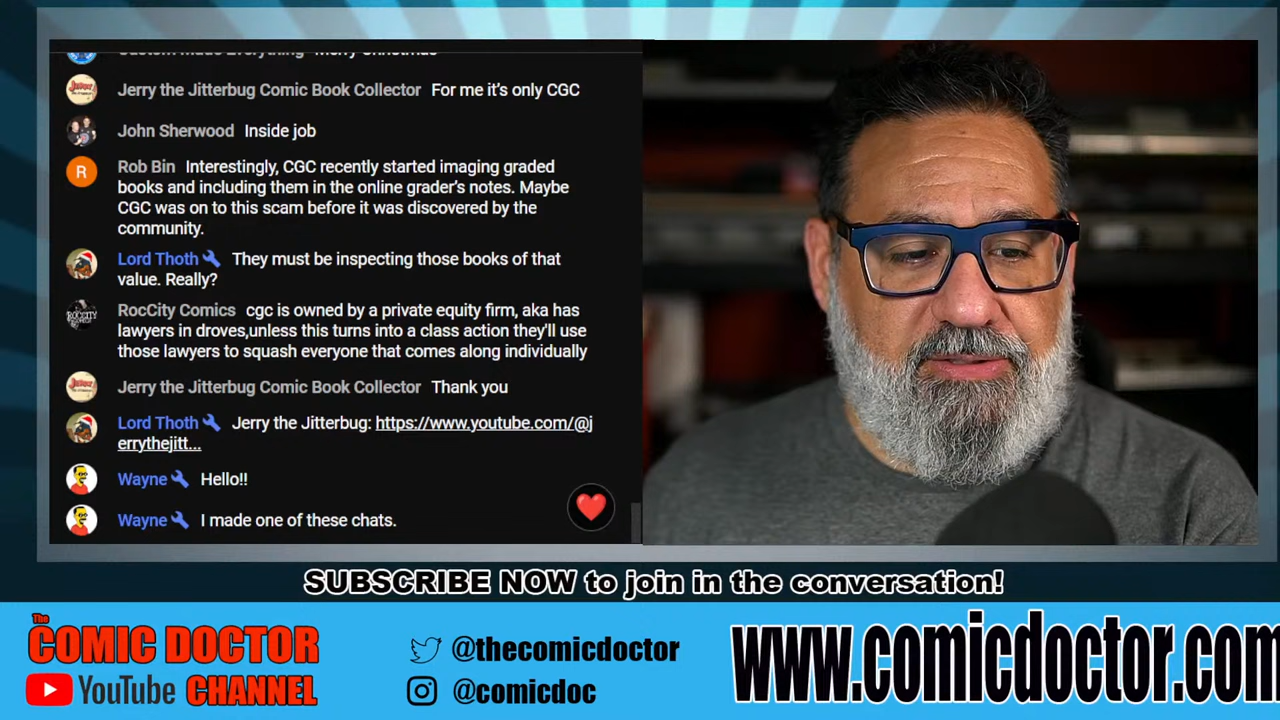 Custom Made Everything Merry Christmas
Jerry the Jitterbug Comic Book Collector For me it's only CGC
John Sherwood Inside job
R
Rob Bin Interestingly, CGC recently started imaging graded
books and including them in the online grader's notes. Maybe
CGC was on to this scam before it was discovered by the
community.
Lord Thoth They must be inspecting those books of that
value. Really?
RocCity Comics cgc is owned by a private equity firm, aka has
lawyers in droves,unless this turns into a class action they'll use
those lawyers to squash everyone that comes along individually
Jerry the Jitterbug Comic Book Collector Thank you
Lord Thoth Jerry the Jitterbug: https://www.youtube.com/@j
errythejitt...
Wayne Hello!!
Wayne I made one of these chats.
SUBSCRIBE NOW to join in the conversation!
The
COMIC DOCTOR
YouTube CHANNEL
@thecomicdoctor
@comicdoc
www.comicdoctor.com